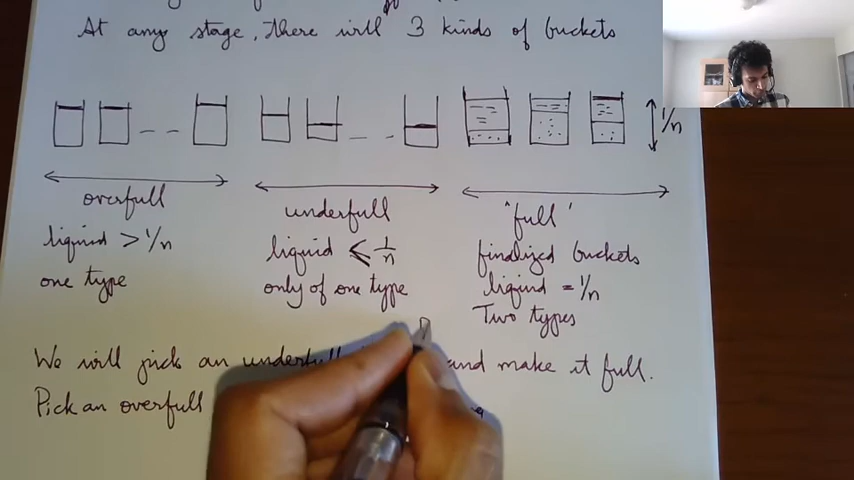 At any stage, there will 3 kinds of buckets
1/n
overfull underfull 'full'
liquid > 1/n liquid < 1/n finalized buckets
one type only of one type liquid = 1/n
Two types
We will pick an underfull and make it full.
Pick an overfull